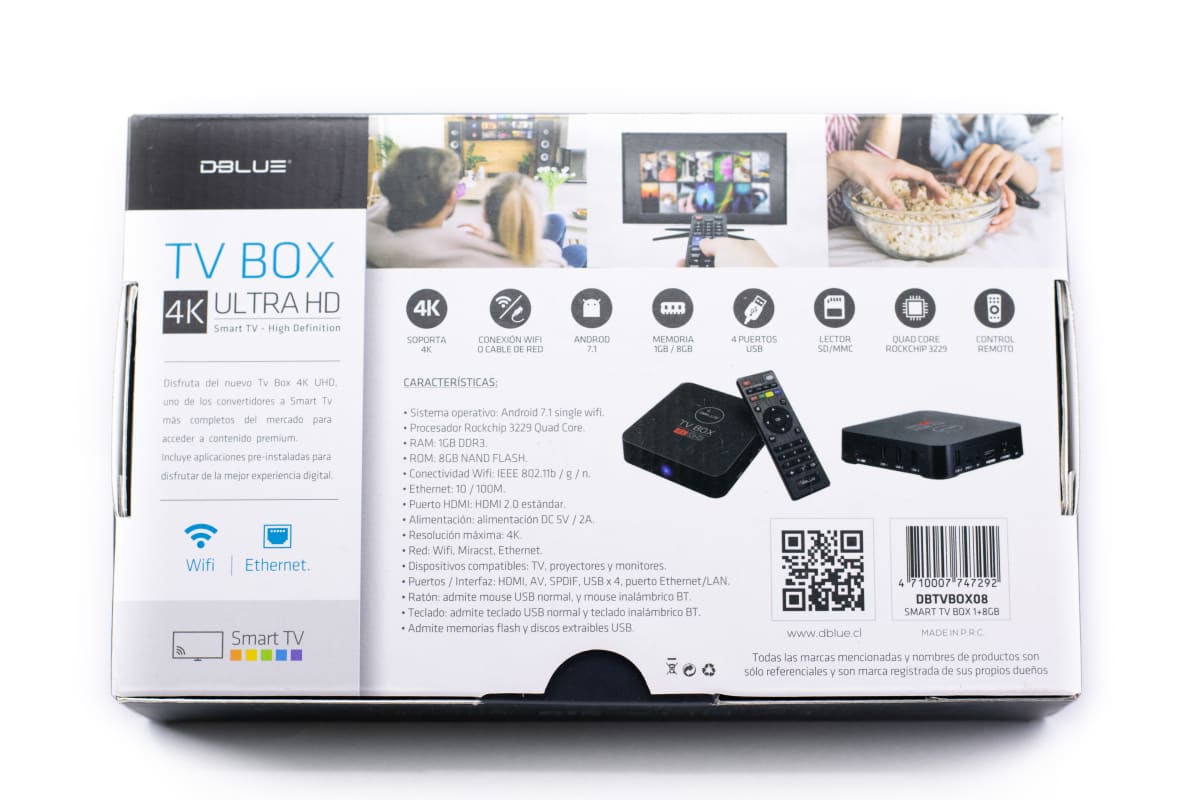 DBLUE®
TV BOX
4K ULTRA HD
Smart TV - High Definition
Disfruta del nuevo Tv Box 4K UHD,
uno de los convertidores a Smart Tv
más completos del mercado para
acceder a contenido premium.
Incluye aplicaciones pre-instaladas para
disfrutar de la mejor experiencia digital.
Wifi
Ethernet.
Smart TV
4K
SOPORTA
4K
CONEXIÓN WIFI
O CABLE DE RED
ANDROID
7.1
MEMORIA
1GB / 8GB
4 PUERTOS
USB
LECTOR
SD/MMC
QUAD CORE
ROCKCHIP 3229
CONTROL
REMOTO
CARACTERÍSTICAS:
• Sistema operativo: Android 7.1 single wifi.
• Procesador Rockchip 3229 Quad Core.
• RAM: 1GB DDR3.
• ROM: 8GB NAND FLASH.
• Conectividad Wifi: IEEE 802.11b / g / n.
• Ethernet: 10 / 100M.
• Puerto HDMI: HDMI 2.0 estándar.
• Alimentación: alimentación DC 5V / 2A.
• Resolución máxima: 4K.
• Red: Wifi, Miracst, Ethernet.
• Dispositivos compatibles: TV, proyectores y monitores.
• Puertos / Interfaz: HDMI, AV, SPDIF, USB x 4, puerto Ethernet/LAN.
• Ratón: admite mouse USB normal, y mouse inalámbrico BT.
• Teclado: admite teclado USB normal y teclado inalámbrico BT.
• Admite memorias flash y discos extraibles USB.
DBLUE
TV BOX
DBLUE
www.dblue.cl
4 710007 747292
DBTVBOX08
SMART TV BOX 1+8GB
MADE IN P.R.C.
Todas las marcas mencionadas y nombres de productos son
sólo referenciales y son marca registrada de sus propios dueños